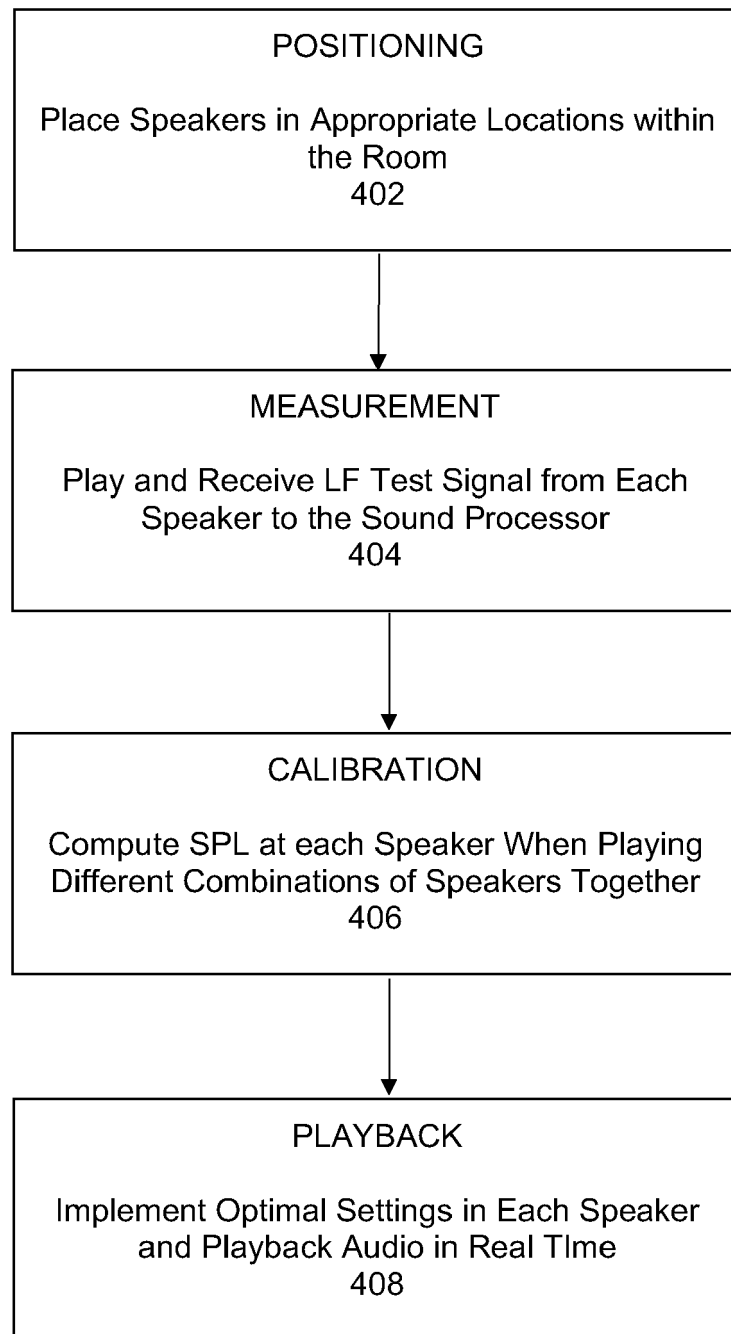 POSITIONING
Place Speakers in Appropriate Locations within
the Room
402
MEASUREMENT
Play and Receive LF Test Signal from Each
Speaker to the Sound Processor
404
CALIBRATION
Compute SPL at each Speaker When Playing
Different Combinations of Speakers Together
406
PLAYBACK
Implement Optimal Settings in Each Speaker
and Playback Audio in Real TIme
408